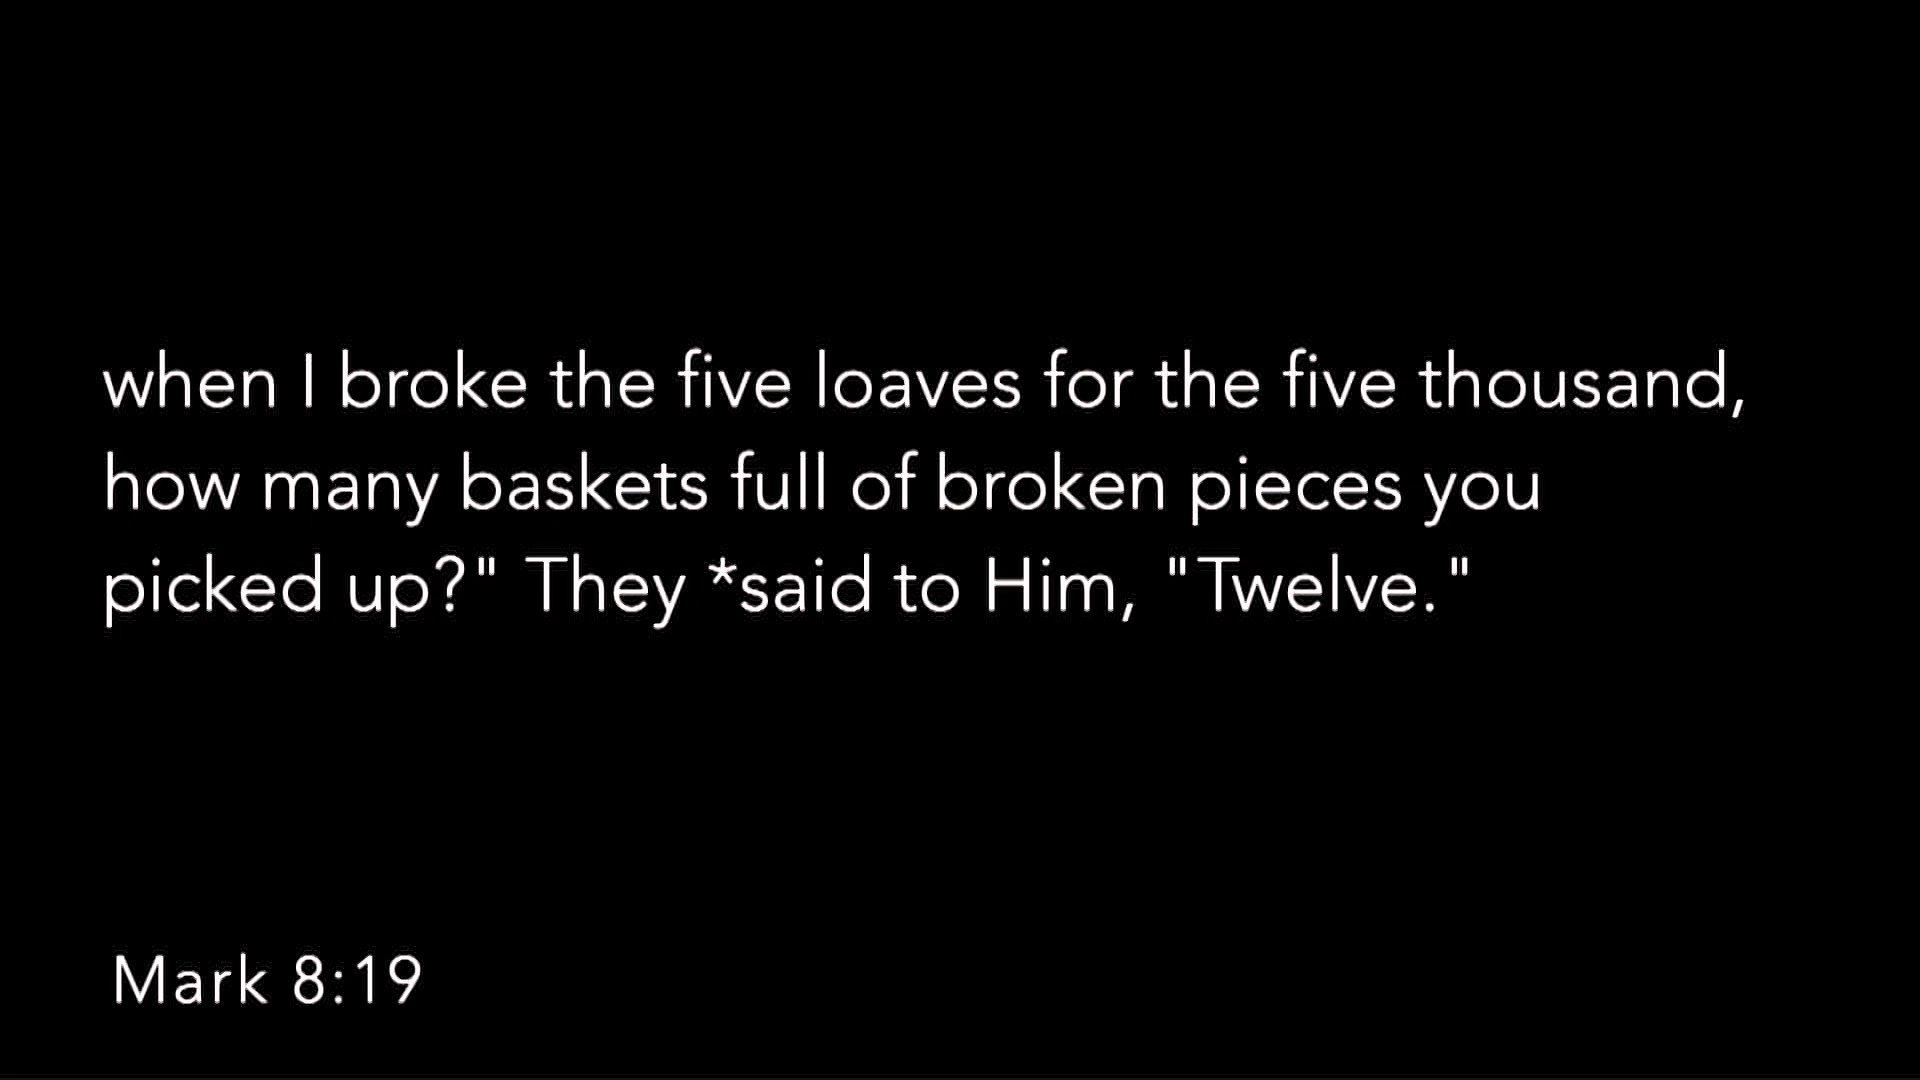 when I broke the five loaves for the five thousand,
how many baskets full of broken pieces you
picked up?" They *said to Him, "Twelve."
Mark 8:19